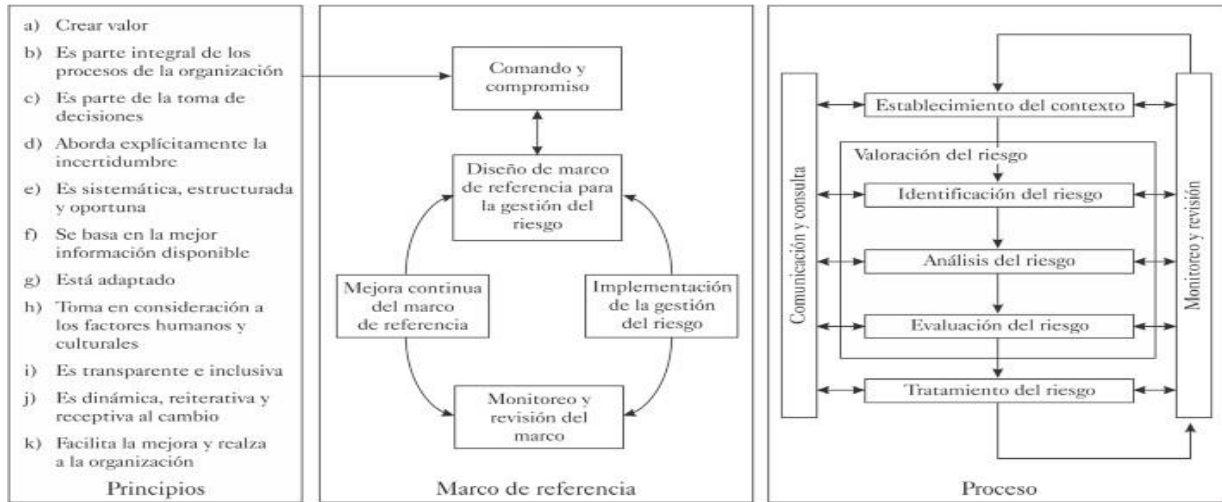 a) Crear valor
b) Es parte integral de los
procesos de la organización
c) Es parte de la toma de
decisiones
d) Aborda explícitamente la
incertidumbre
e) Es sistemática, estructurada
y oportuna
f) Se basa en la mejor
información disponible
g) Está adaptado
h) Toma en consideración a
los factores humanos y
culturales
i) Es transparente e inclusiva
j) Es dinámica, reiterativa y
receptiva al cambio
k) Facilita la mejora y realza
a la organización
Principios
Comando y
compromiso
Diseño de marco
de referencia para
la gestión del
riesgo
Mejora continua
del marco
de referencia
Implementación
de la gestión
del riesgo
Monitoreo y
revisión del
marco
Marco de referencia
Comunicación y consulta
Establecimiento del contexto
Valoración del riesgo
Identificación del riesgo
Análisis del riesgo
Evaluación del riesgo
Tratamiento del riesgo
Monitoreo y revisión
Proceso